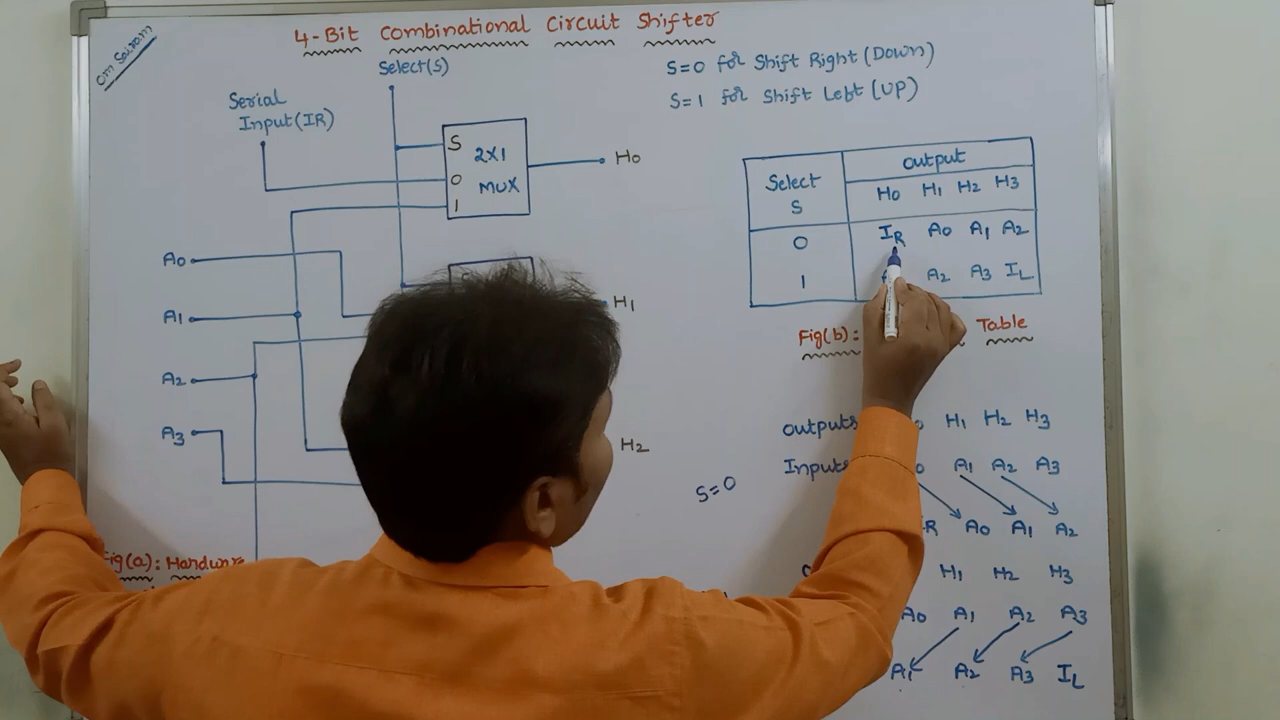 Om Sairam
4-Bit Combinational Circuit Shifter
Select(S)
Serial
Input(IR)
S
0
1
2X1
MUX
H0
A0
A1
A2
A3
H1
H2
Fig(a): Hardware
S=0 for Shift Right (Down)
S=1 for Shift Left (UP)
Select
S
output
H0 H1 H2 H3
0 IR A0 A1 A2
1 A2 A3 IL
Fig(b): Table
outputs H1 H2 H3
Inputs A1 A2 A3
S=0
A0 A1 A2
H1 H2 H3
A0 A1 A2 A3
A1 A2 A3 IL